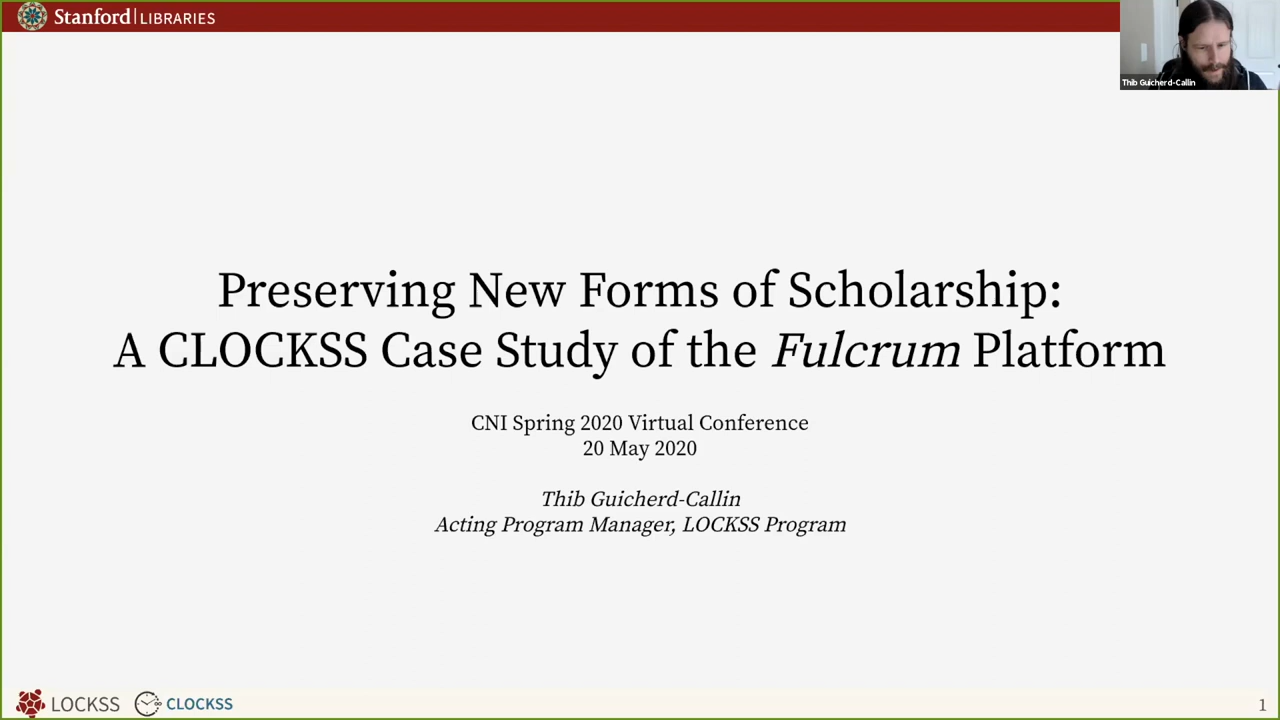 Stanford | LIBRARIES
Thib Guicherd-Callin
Preserving New Forms of Scholarship:
A CLOCKSS Case Study of the Fulcrum Platform
CNI Spring 2020 Virtual Conference
20 May 2020
Thib Guicherd-Callin
Acting Program Manager, LOCKSS Program
LOCKSS CLOCKSS
1